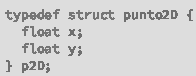 typedef struct punto2D {
  float x;
  float y;
} p2D;